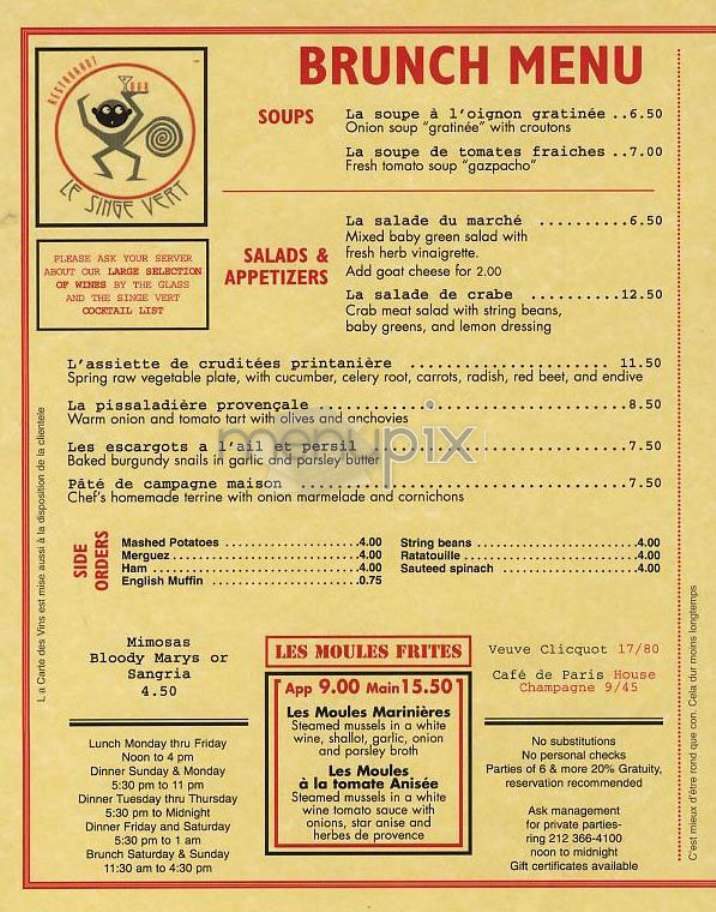 BRUNCH MENU
RESTAURANT BAR
LE SINGE VERT
SOUPS
La soupe à l'oignon gratinée ..6.50
Onion soup "gratinée" with croutons
La soupe de tomates fraiches ..7.00
Fresh tomato soup "gazpacho"
PLEASE ASK YOUR SERVER
ABOUT OUR LARGE SELECTION
OF WINES BY THE GLASS
AND THE SINGE VERT
COCKTAIL LIST
SALADS &
APPETIZERS
La salade du marché ..........6.50
Mixed baby green salad with
fresh herb vinaigrette.
Add goat cheese for 2.00
La salade de crabe ..........12.50
Crab meat salad with string beans,
baby greens, and lemon dressing
L'assiette de cruditées printanière ...................... 11.50
Spring raw vegetable plate, with cucumber, celery root, carrots, radish, red beet, and endive
La pissaladière provençale ...............................8.50
Warm onion and tomato tart with olives and anchovies
Les escargots a l'ail et persil ..........................7.50
Baked burgundy snails in garlic and parsley butter
Pâté de campagne maison ..................................7.50
Chef's homemade terrine with onion marmelade and cornichons
menupix
SIDE
ORDERS
Mashed Potatoes ......................4.00
Merguez ..............................4.00
Ham ..................................4.00
English Muffin .......................0.75
String beans .........................4.00
Ratatouille ..........................4.00
Sauteed spinach ......................4.00
Mimosas
Bloody Marys or
Sangria
4.50
Lunch Monday thru Friday
Noon to 4 pm
Dinner Sunday & Monday
5:30 pm to 11 pm
Dinner Tuesday thru Thursday
5:30 pm to Midnight
Dinner Friday and Saturday
5:30 pm to 1 am
Brunch Saturday & Sunday
11:30 am to 4:30 pm
LES MOULES FRITES
App 9.00 Main 15.50
Les Moules Marinières
Steamed mussels in a white
wine, shallot, garlic, onion
and parsley broth
Les Moules
à la tomate Anisée
Steamed mussels in a white
wine tomato sauce with
onions, star anise and
herbes de provence
Veuve Clicquot 17/80
Café de Paris House
Champagne 9/45
No substitutions
No personal checks
Parties of 6 & more 20% Gratuity,
reservation recommended
Ask management
for private parties-
ring 212 366-4100
noon to midnight
Gift certificates available
La Carte des Vins est mise aussi à la disposition de la clientele
C'est mieux d'être rond que con. Cela dur moins longtemps